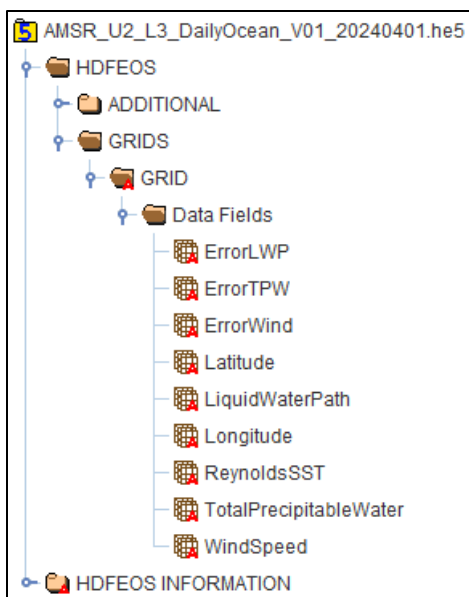 AMSR_U2_L3_DailyOcean_V01_20240401.he5
HDFEOS
ADDITIONAL
GRIDS
GRID
Data Fields
ErrorLWP
ErrorTPW
ErrorWind
Latitude
LiquidWaterPath
Longitude
ReynoldsSST
TotalPrecipitableWater
WindSpeed
HDFEOS INFORMATION